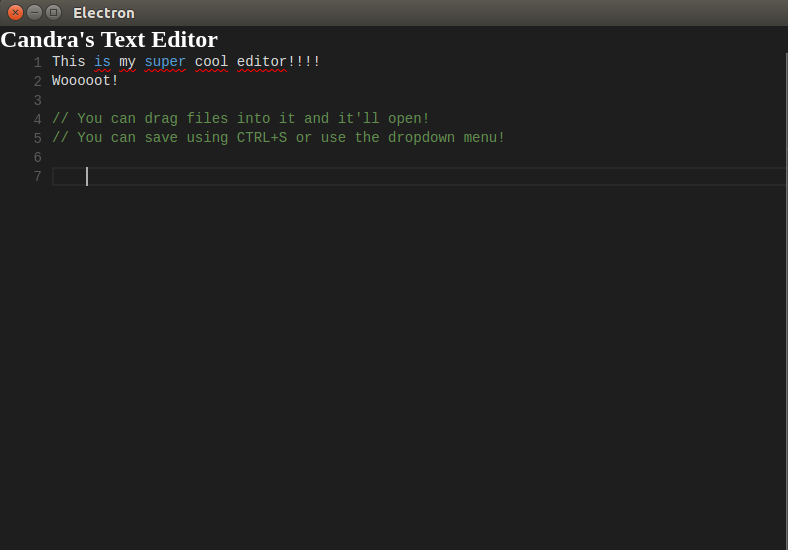 Electron
Candra's Text Editor
1 This is my super cool editor!!!!
2 Wooooot!
3
4 // You can drag files into it and it'll open!
5 // You can save using CTRL+S or use the dropdown menu!
6
7